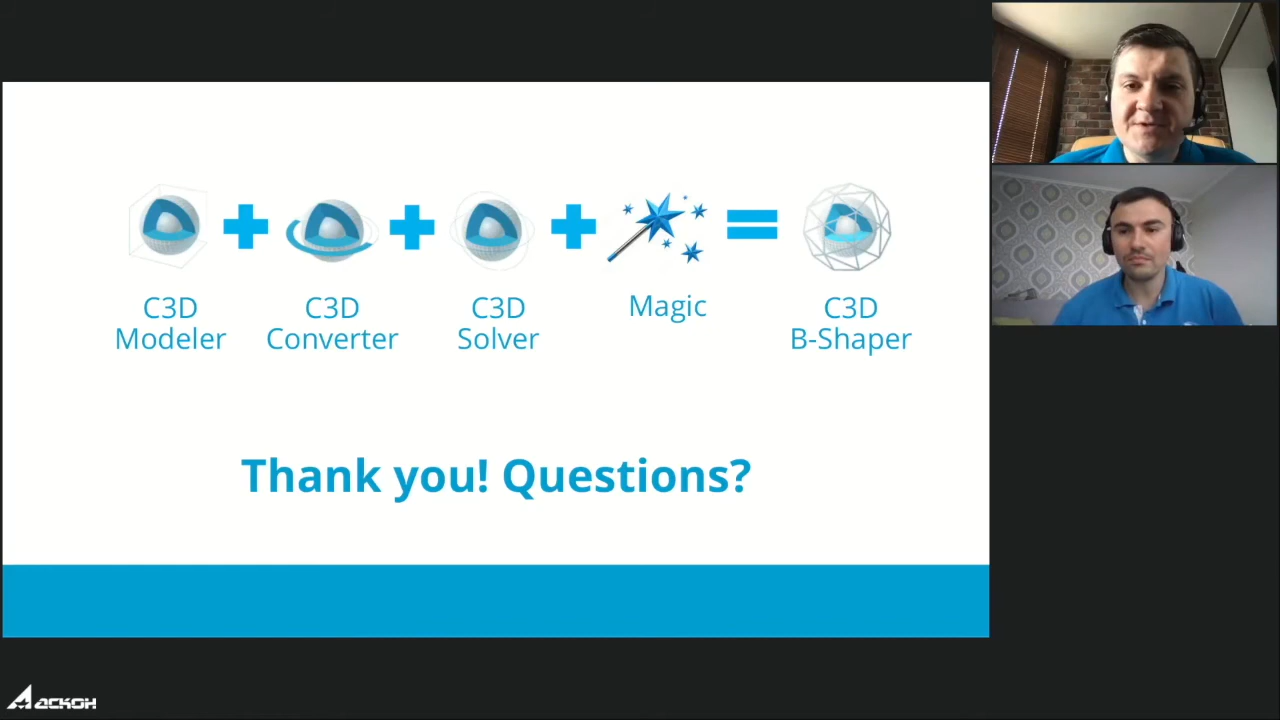 C3D
Modeler
C3D
Converter
C3D
Solver
Magic
C3D
B-Shaper
Thank you! Questions?
АСКОН